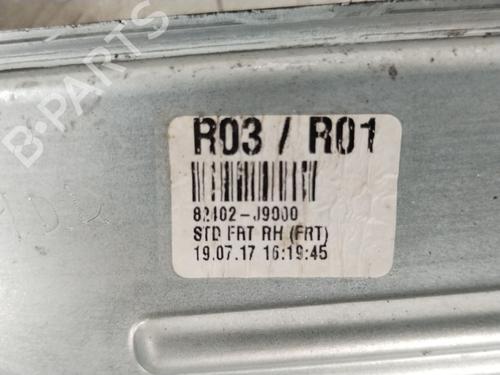 R03 / R01
82402-J9000
STD FRT RH (FRT)
19.07.17 16:19:45
B-PARTS